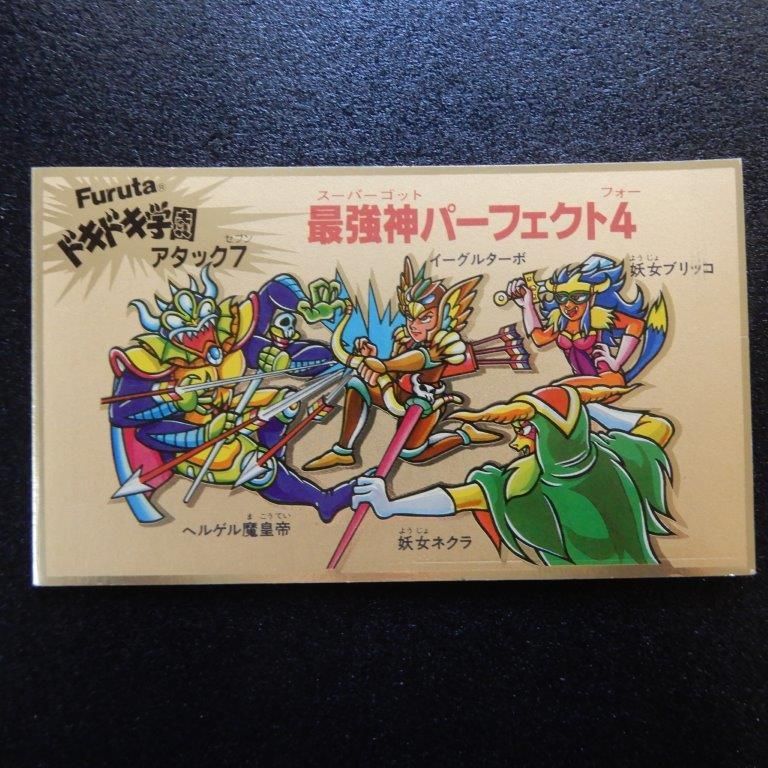 Furuta®
ドキドキ学園
アタック7
セブン
スーパーゴット
フォー
最強神パーフェクト4
イーグルターボ
ようじょ
妖女ブリッコ
まこうてい
ヘルゲル魔皇帝
ようじょ
妖女ネクラ